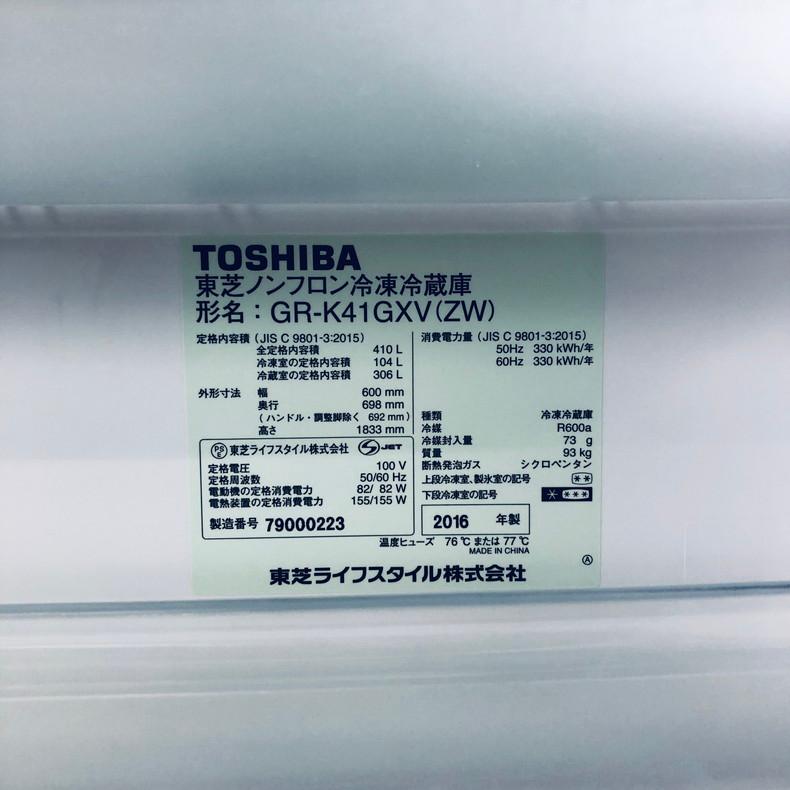 TOSHIBA
東芝ノンフロン冷凍冷蔵庫
形名：GR-K41GXV(ZW)
定格内容積（JIS C 9801-3:2015）
全定格内容積 410 L
冷凍室の定格内容積 104 L
冷蔵室の定格内容積 306 L
外形寸法 幅 600 mm
奥行 698 mm
（ハンドル・調整脚除く 692 mm）
高さ 1833 mm
消費電力量（JIS C 9801-3:2015）
50Hz 330 kWh/年
60Hz 330 kWh/年
種類 冷凍冷蔵庫
冷媒 R600a
冷媒封入量 73 g
質量 93 kg
断熱発泡ガス シクロペンタン
上段冷凍室、製氷室の記号 **
下段冷凍室の記号 * ***
PSE 東芝ライフスタイル株式会社 S JET
定格電圧 100 V
定格周波数 50/60 Hz
電動機の定格消費電力 82/ 82 W
電熱装置の定格消費電力 155/155 W
製造番号 79000223
2016 年製
温度ヒューズ 76 ℃ または 77 ℃
MADE IN CHINA
Ⓐ
東芝ライフスタイル株式会社